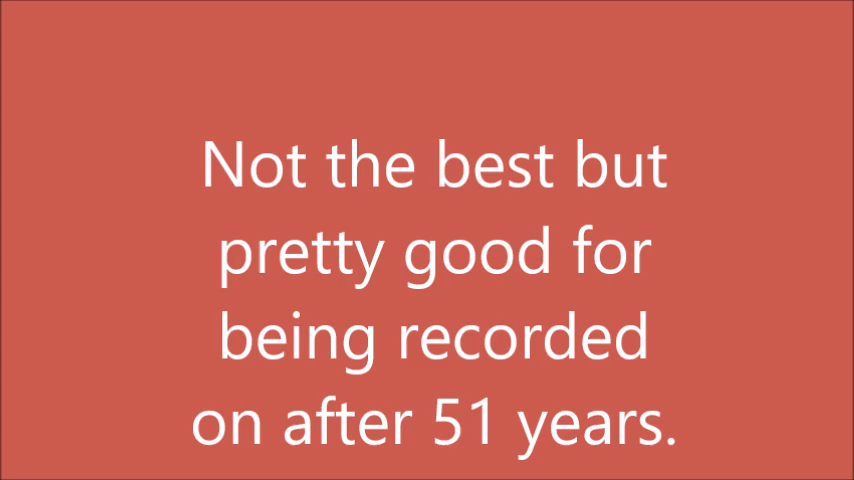 Not the best but
pretty good for
being recorded
on after 51 years.